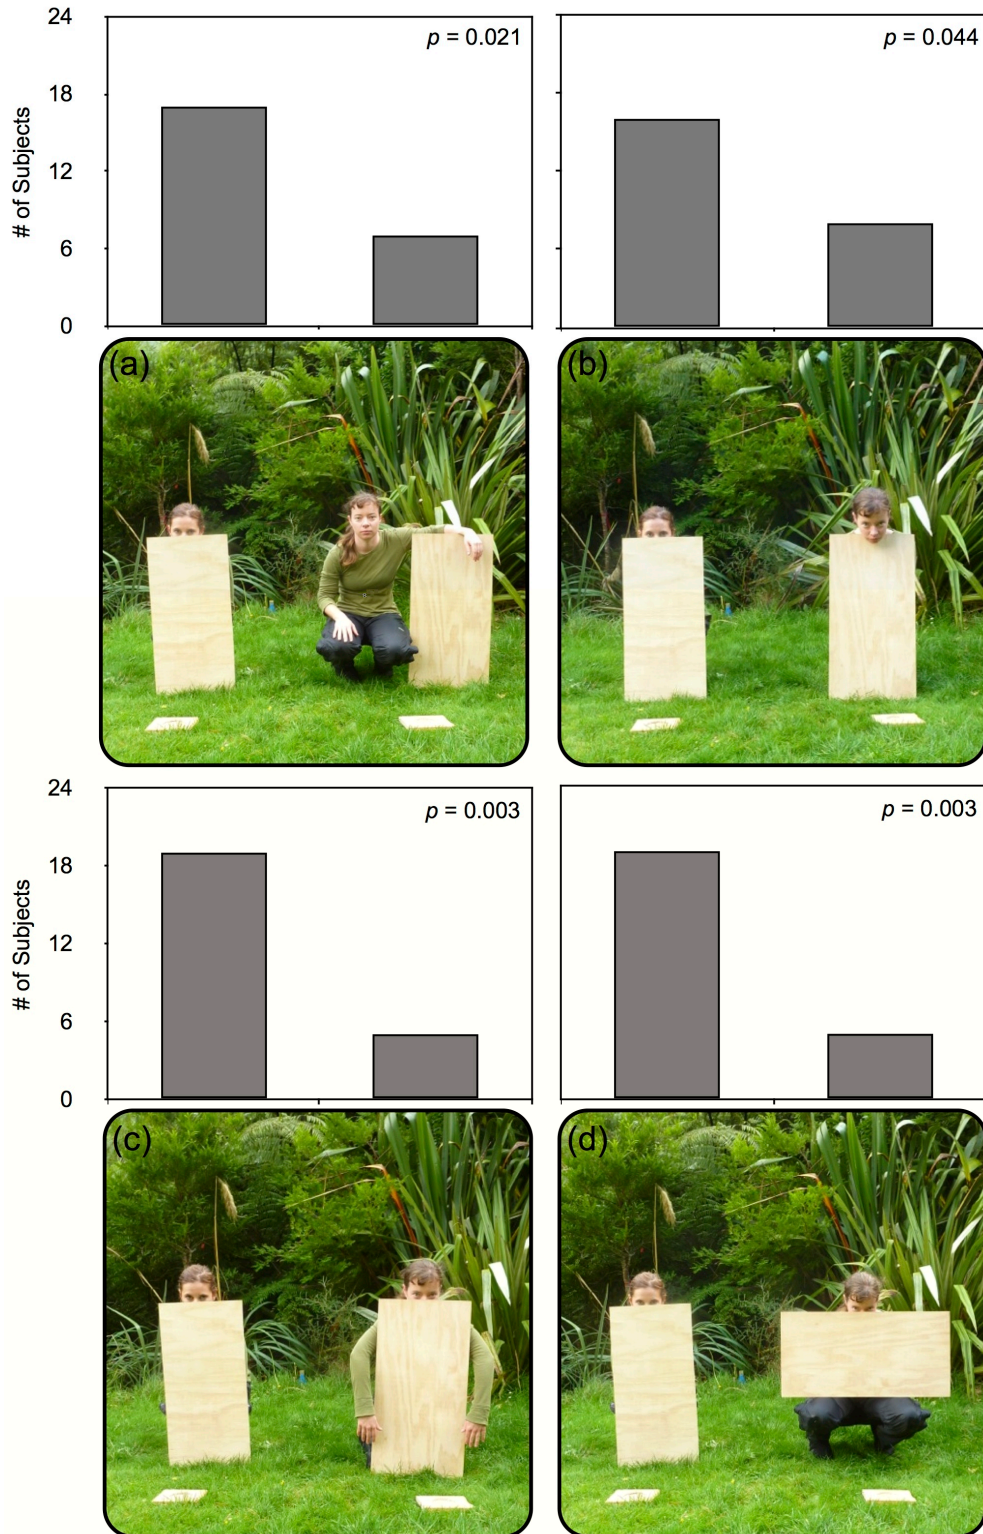 24
18
12
6
0
# of Subjects
p = 0.021
p = 0.044
(a)
(b)
24
18
12
6
0
# of Subjects
p = 0.003
p = 0.003
(c)
(d)